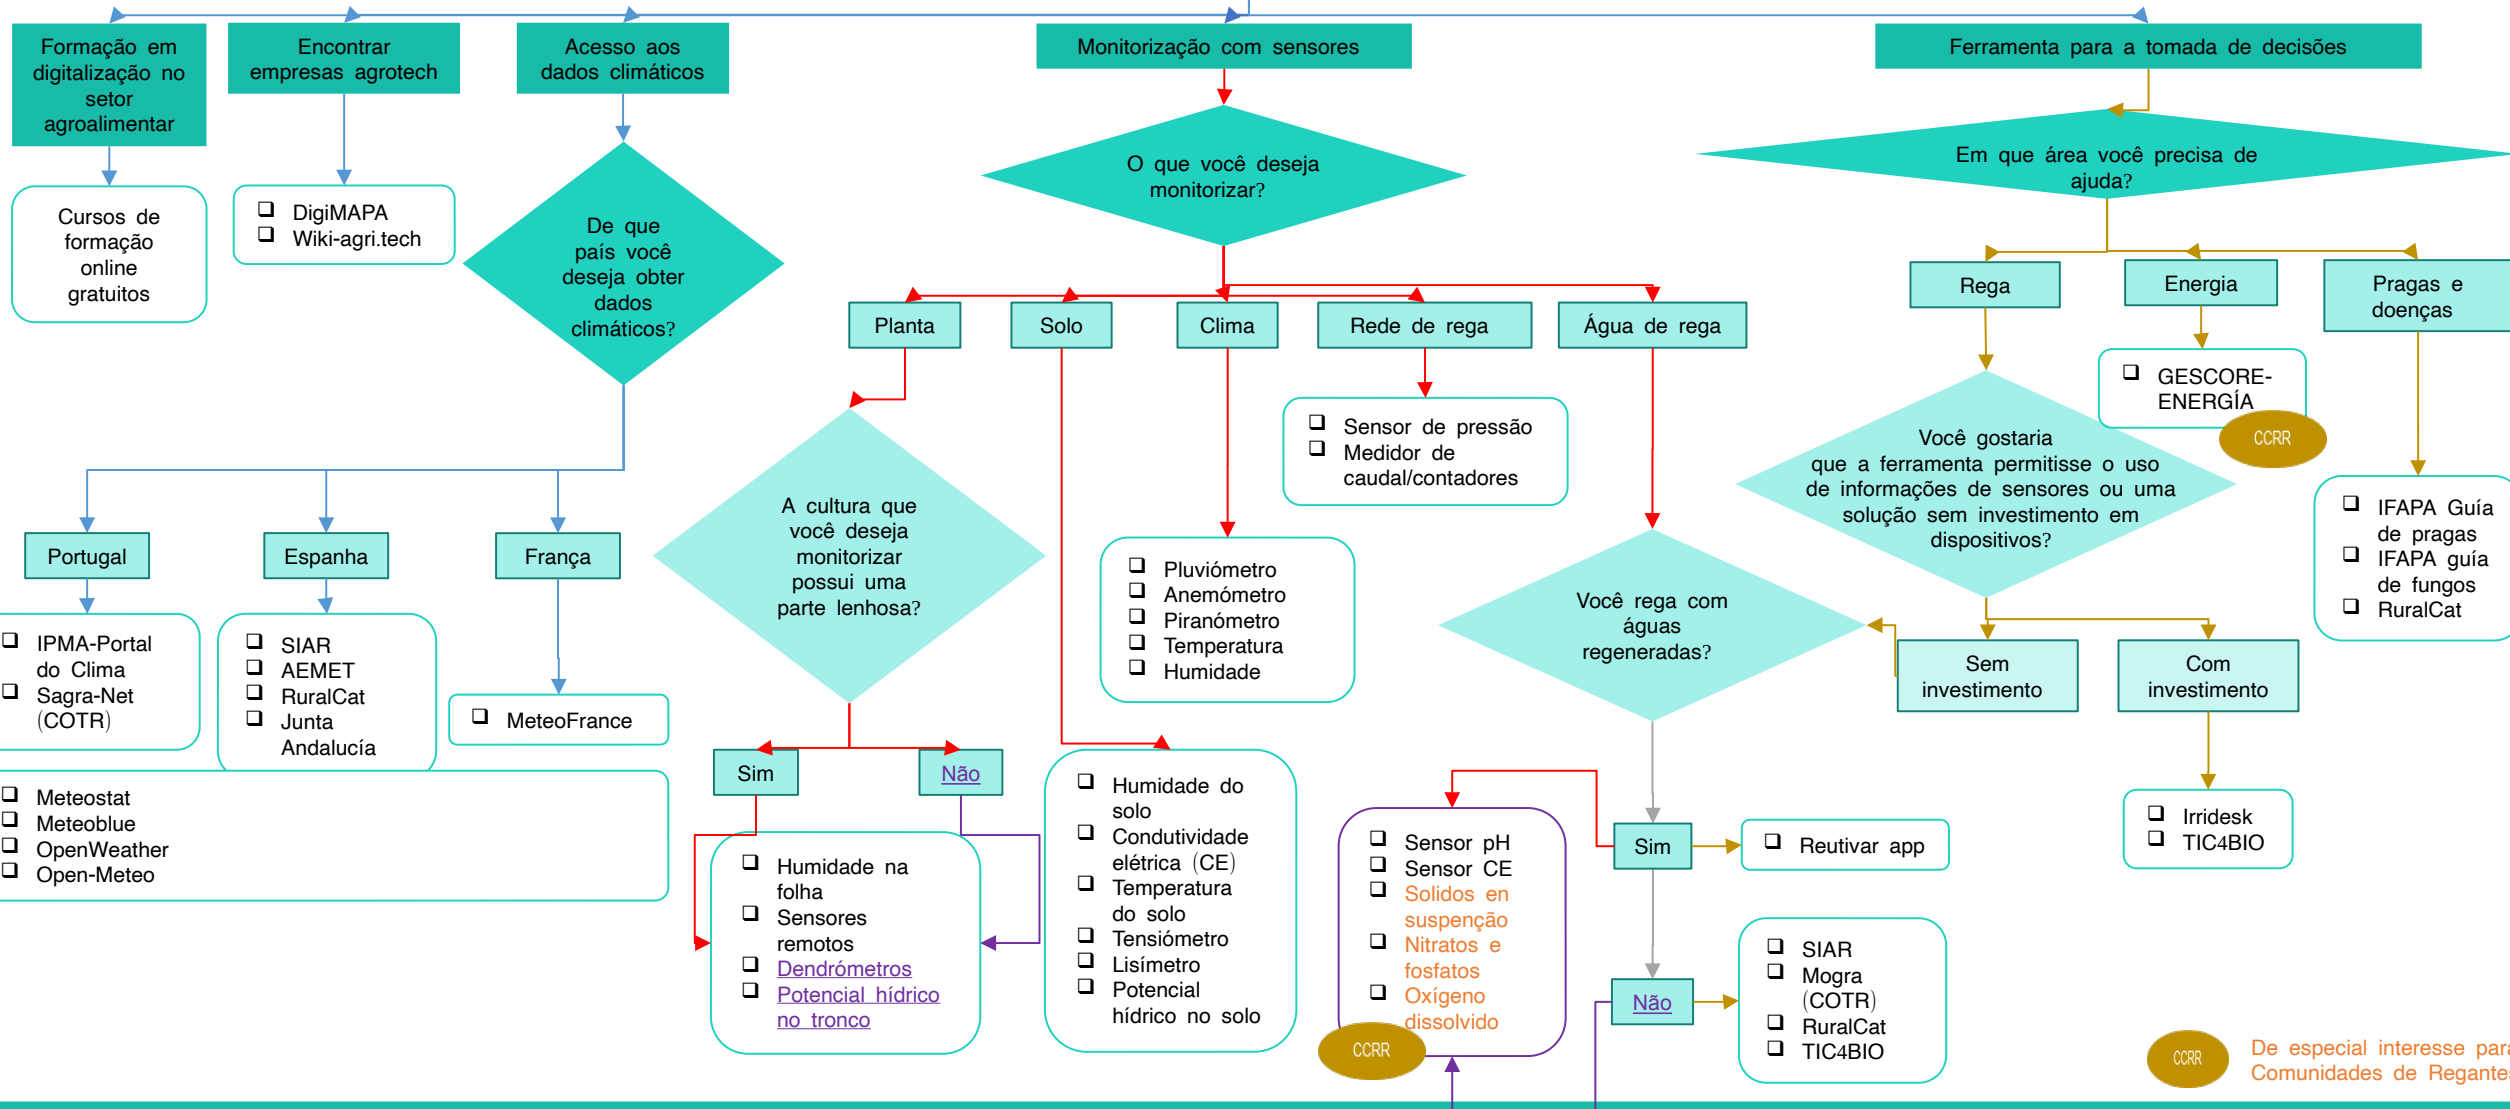 Formação em
digitalização no
setor
agroalimentar
Encontrar
empresas agrotech
Acesso aos
dados climáticos
Monitorização com sensores
Ferramenta para a tomada de decisões
Cursos de
formação
online
gratuitos
DigiMAPA
Wiki-agri.tech
De que
país você
deseja obter
dados
climáticos?
O que você deseja
monitorizar?
Em que área você precisa de
ajuda?
Planta
Solo
Clima
Rede de rega
Água de rega
Rega
Energia
Pragas e
doenças
GESCORE-
ENERGÍA
CCRR
Sensor de pressão
Medidor de
caudal/contadores
Você gostaria
que a ferramenta permitisse o uso
de informações de sensores ou uma
solução sem investimento em
dispositivos?
IFAPA Guía
de pragas
IFAPA guía
de fungos
RuralCat
A cultura que
você deseja
monitorizar
possui uma
parte lenhosa?
Portugal
Espanha
França
Pluviómetro
Anemómetro
Piranómetro
Temperatura
Humidade
Você rega com
águas
regeneradas?
Sem
investimento
Com
investimento
IPMA-Portal
do Clima
Sagra-Net
(COTR)
SIAR
AEMET
RuralCat
Junta
Andalucía
MeteoFrance
Sim
Não
Meteostat
Meteoblue
OpenWeather
Open-Meteo
Humidade na
folha
Sensores
remotos
Dendrómetros
Potencial hídrico
no tronco
Humidade do
solo
Condutividade
elétrica (CE)
Temperatura
do solo
Tensiómetro
Lisímetro
Potencial
hídrico no solo
Sensor pH
Sensor CE
Solidos en
suspenção
Nitratos e
fosfatos
Oxígeno
dissolvido
CCRR
Sim
Reutivar app
Irridesk
TIC4BIO
Não
SIAR
Mogra
(COTR)
RuralCat
TIC4BIO
CCRR
De especial interesse para
Comunidades de Regantes